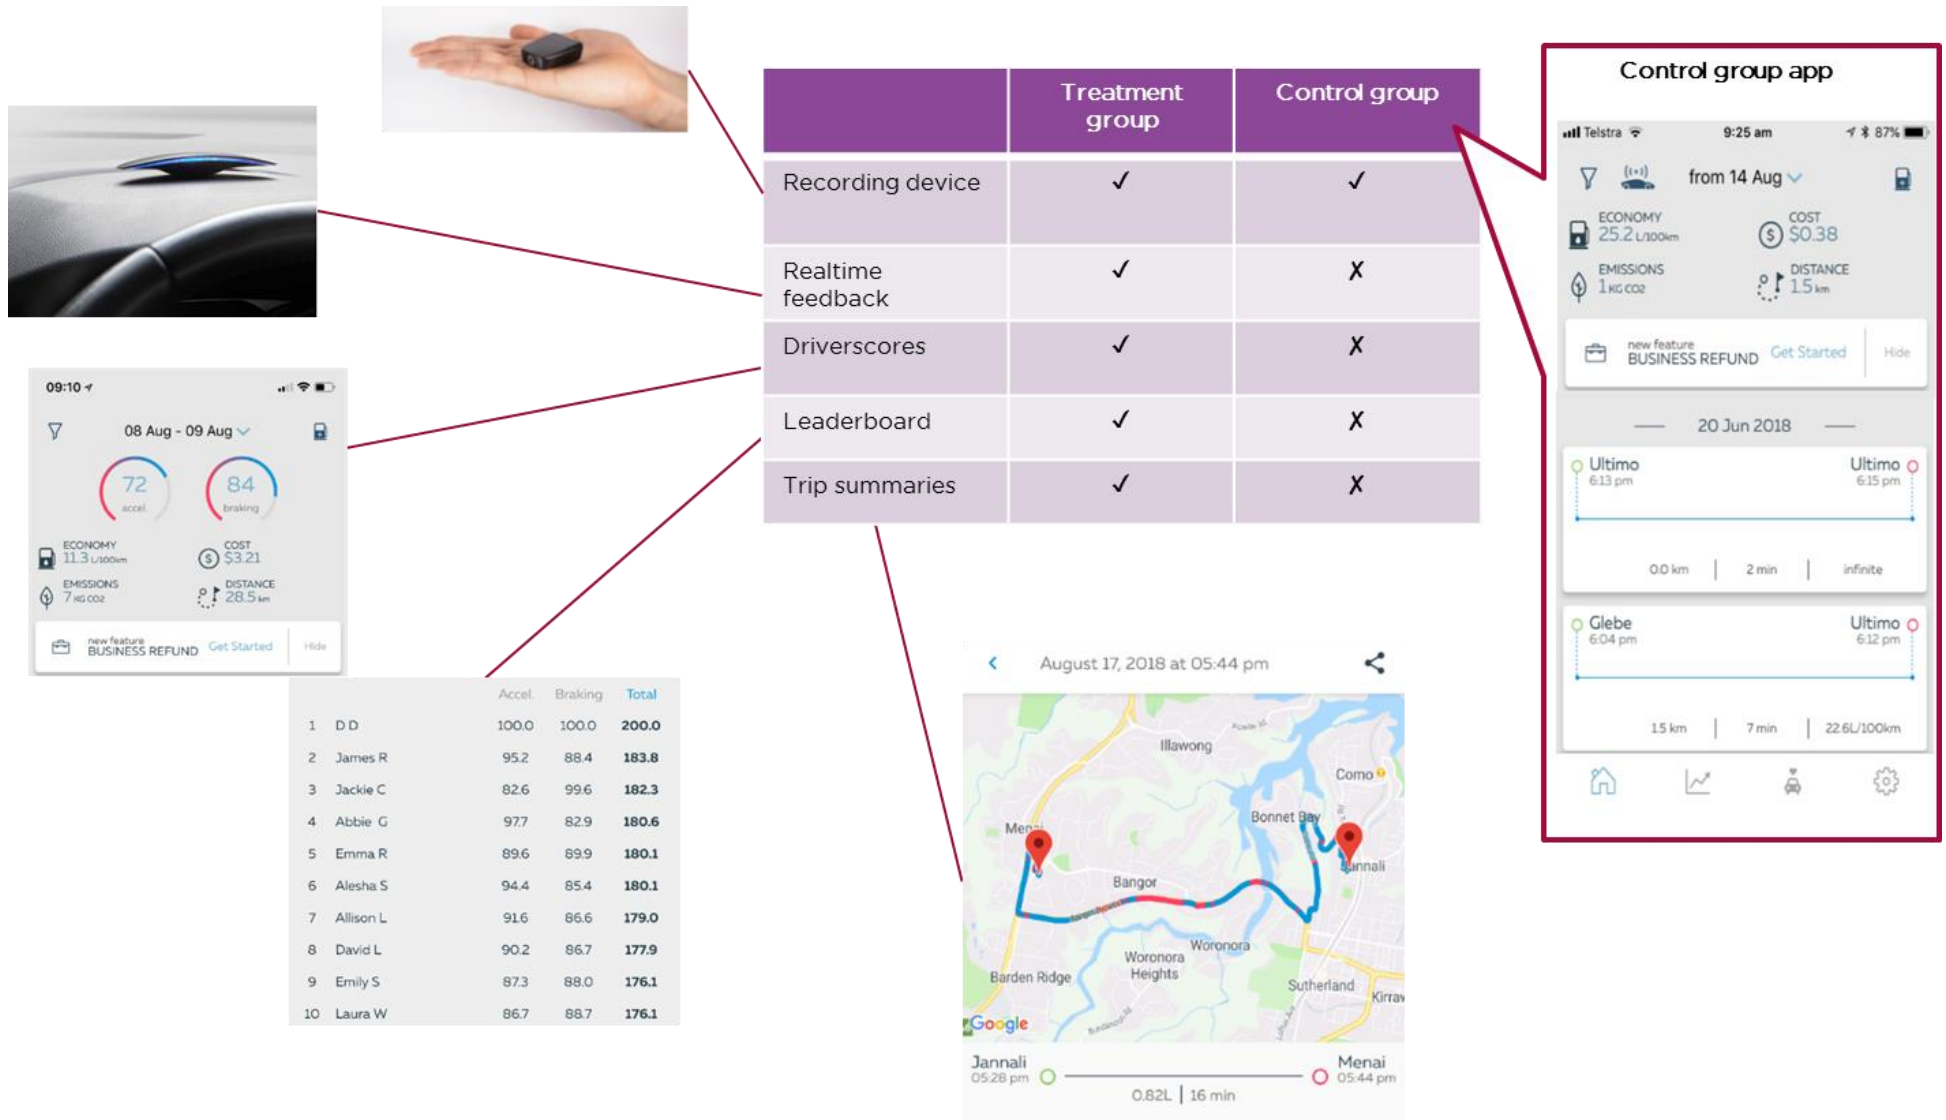 Treatment group
Control group
Recording device ✓ ✓
Realtime feedback ✓ ✗
Driverscores ✓ ✗
Leaderboard ✓ ✗
Trip summaries ✓ ✗
09:10
08 Aug - 09 Aug
72 accel.
84 braking
ECONOMY
11.3 L/100km
COST
$3.21
EMISSIONS
7 KG CO2
DISTANCE
28.5 km
new feature
BUSINESS REFUND Get Started Hide
Accel. Braking Total
1 D D 100.0 100.0 200.0
2 James R 95.2 88.4 183.8
3 Jackie C 82.6 99.6 182.3
4 Abbie G 97.7 82.9 180.6
5 Emma R 89.6 89.9 180.1
6 Alesha S 94.4 85.4 180.1
7 Allison L 91.6 86.6 179.0
8 David L 90.2 86.7 177.9
9 Emily S 87.3 88.0 176.1
10 Laura W 86.7 88.7 176.1
August 17, 2018 at 05:44 pm
Illawong
Como
Bonnet Bay
Menai
Jannali
Bangor
Woronora
Woronora
Heights
Barden Ridge
Sutherland
Kirraw
Google
Jannali
05:28 pm
Menai
05:44 pm
0.82L | 16 min
Control group app
Telstra 9:25 am 87%
from 14 Aug
ECONOMY
25.2 L/100km
COST
$0.38
EMISSIONS
1 KG CO2
DISTANCE
1.5 km
new feature
BUSINESS REFUND Get Started Hide
20 Jun 2018
Ultimo Ultimo
6:13 pm 6:15 pm
0.0 km | 2 min | infinite
Glebe Ultimo
6:04 pm 6:12 pm
1.5 km | 7 min | 22.6L/100km